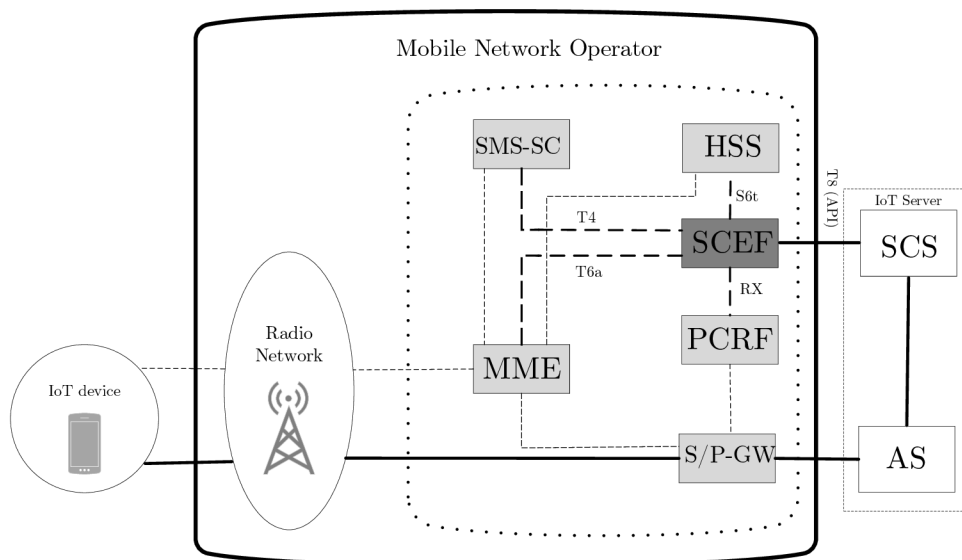 Mobile Network Operator
SMS-SC
HSS
S6t
T8 (API)
IoT Server
T4
SCEF
SCS
T6a
RX
Radio
Network
PCRF
MME
IoT device
S/P-GW
AS